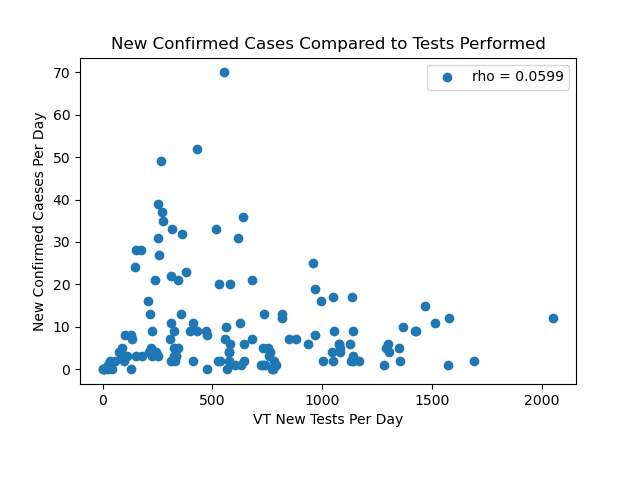 New Confirmed Cases Compared to Tests Performed
rho = 0.0599
New Confirmed Caeses Per Day
70
60
50
40
30
20
10
0
0 500 1000 1500 2000
VT New Tests Per Day